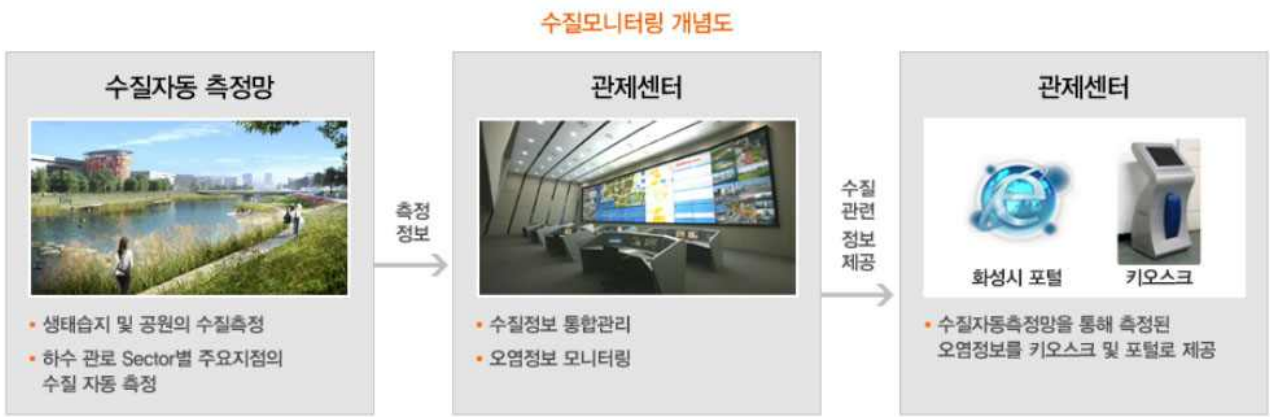 수질모니터링 개념도
수질자동 측정망
• 생태습지 및 공원의 수질측정
• 하수 관로 Sector별 주요지점의
수질 자동 측정
측정
정보
관제센터
• 수질정보 통합관리
• 오염정보 모니터링
수질
관련
정보
제공
관제센터
화성시 포털
키오스크
• 수질자동측정망을 통해 측정된
오염정보를 키오스크 및 포털로 제공